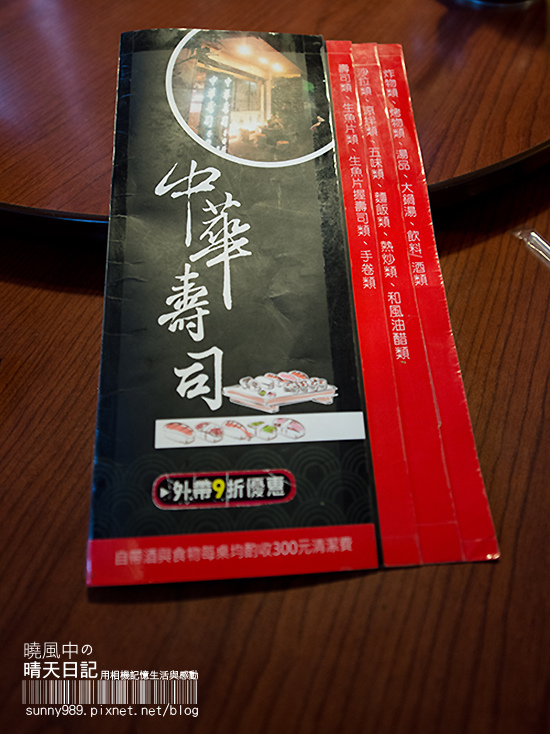 中華壽司
外帶9折優惠
自帶酒與食物每桌均酌收300元清潔費
壽司類、生魚片類、生魚片握壽司類、手卷類
沙拉類、涼拌類、五味類、麵飯類、熱炒類、和風油醋類、
炸物類、烤物類、湯品、大鍋湯、飲料/酒類
曉風中の
晴天日記 用相機記憶生活與感動
sunny989.pixnet.net/blog